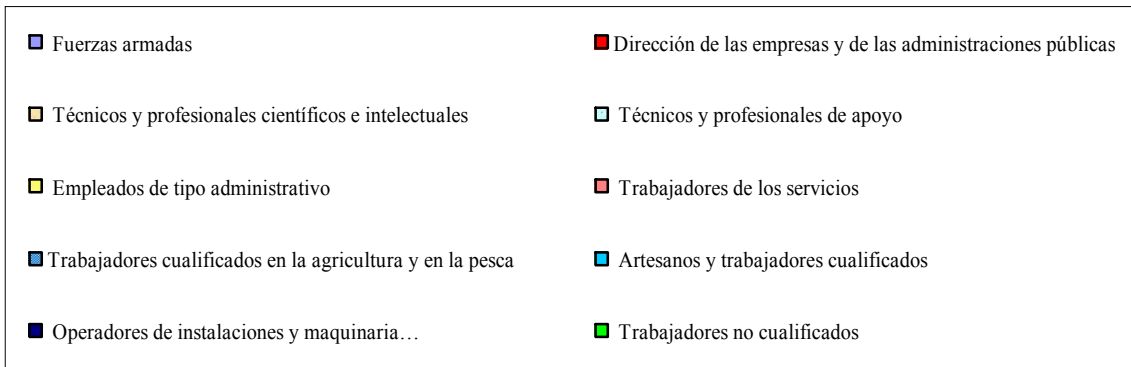 Fuerzas armadas
Dirección de las empresas y de las administraciones públicas
Técnicos y profesionales científicos e intelectuales
Técnicos y profesionales de apoyo
Empleados de tipo administrativo
Trabajadores de los servicios
Trabajadores cualificados en la agricultura y en la pesca
Artesanos y trabajadores cualificados
Operadores de instalaciones y maquinaria…
Trabajadores no cualificados